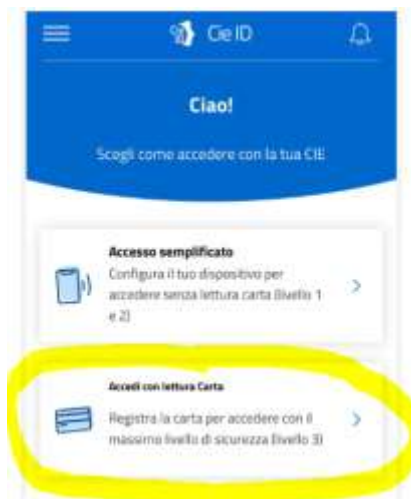 Cie ID
Ciao!
Scegli come accedere con la tua CIE
Accesso semplificato
Configura il tuo dispositivo per
accedere senza lettura carta (livello 1
e 2)
Accedi con lettura Carta
Registra la carta per accedere con il
massimo livello di sicurezza (livello 3)